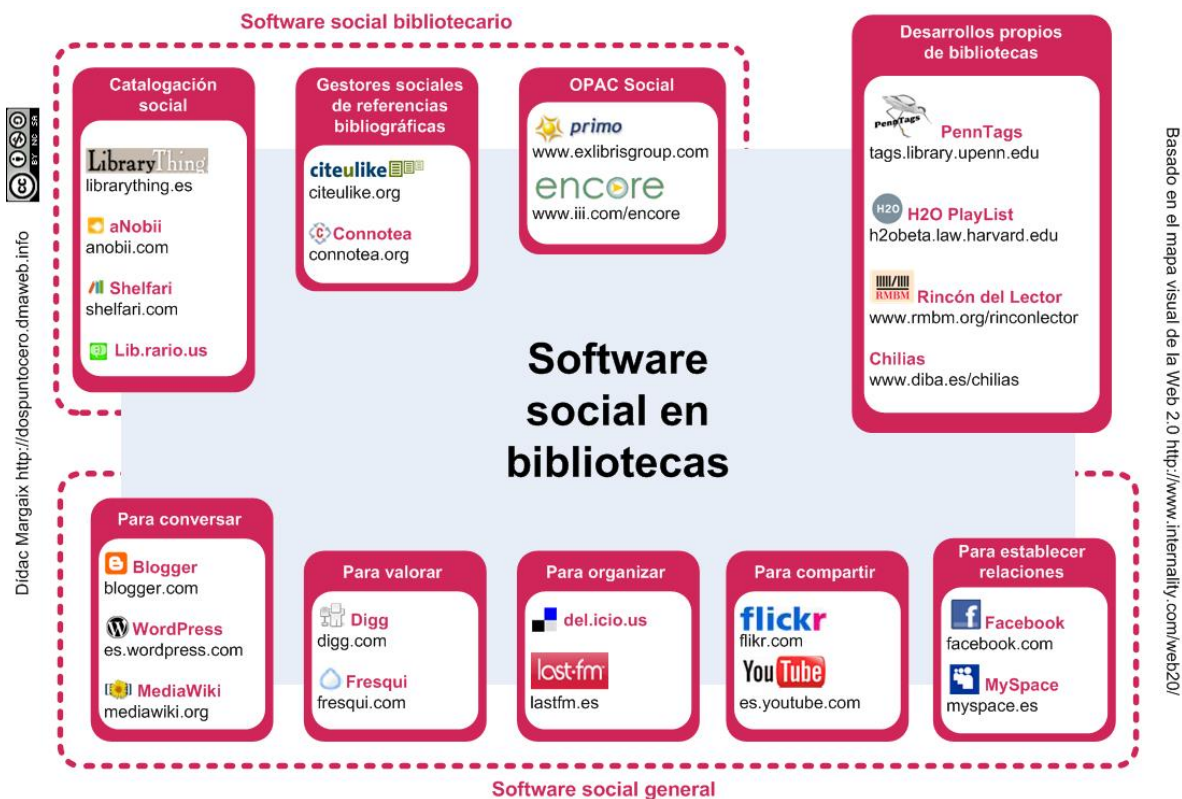 Software social bibliotecario
Catalogación
social
LibraryThing
librarything.es
aNobii
anobii.com
Shelfari
shelfari.com
Lib.rario.us
Gestores sociales
de referencias
bibliográficas
citeulike
citeulike.org
Connotea
connotea.org
OPAC Social
primo
www.exlibrisgroup.com
encore
www.iii.com/encore
Desarrollos propios
de bibliotecas
PennTags
PennTags
tags.library.upenn.edu
H2O
H2O PlayList
h2obeta.law.harvard.edu
RMBM
Rincón del Lector
www.rmbm.org/rinconlector
Chilias
www.diba.es/chilias
Software
social en
bibliotecas
Para conversar
Blogger
blogger.com
WordPress
es.wordpress.com
MediaWiki
mediawiki.org
Para valorar
Digg
digg.com
Fresqui
fresqui.com
Para organizar
del.icio.us
last.fm
lastfm.es
Para compartir
flickr
flikr.com
YouTube
es.youtube.com
Para establecer
relaciones
Facebook
facebook.com
MySpace
myspace.es
Software social general
cc BY NC SA
Didac Margaix http://dospuntocero.dmaweb.info
Basado en el mapa visual de la Web 2.0 http://www.internality.com/web20/